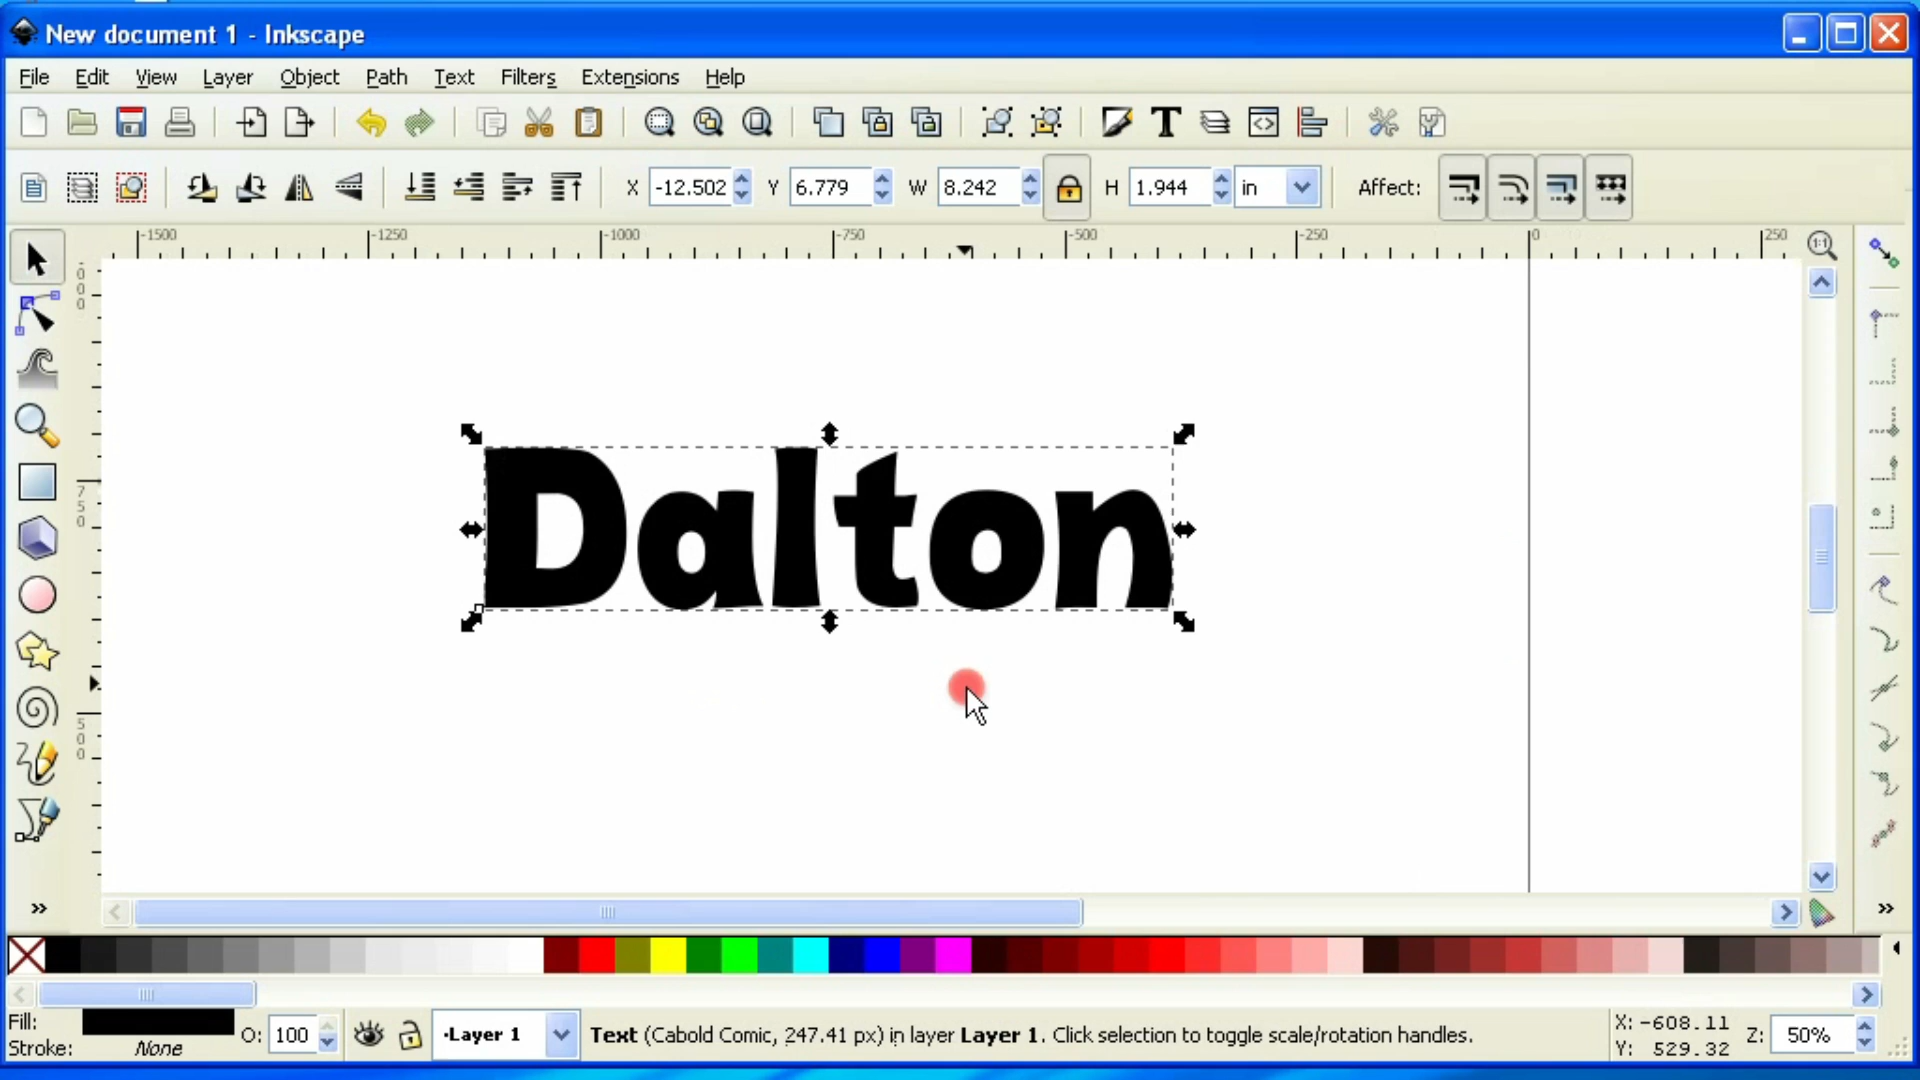 New document 1 - Inkscape
File Edit View Layer Object Path Text Filters Extensions Help
X -12.502 Y 6.779 W 8.242 H 1.944 in Affect:
-1500 -1250 -1000 -750 -500 -250 0 250
750
500
Dalton
Fill:
Stroke: None
O: 100
Layer 1
Text (Cabold Comic, 247.41 px) in layer Layer 1. Click selection to toggle scale/rotation handles.
X: -608.11
Y: 529.32
Z: 50%